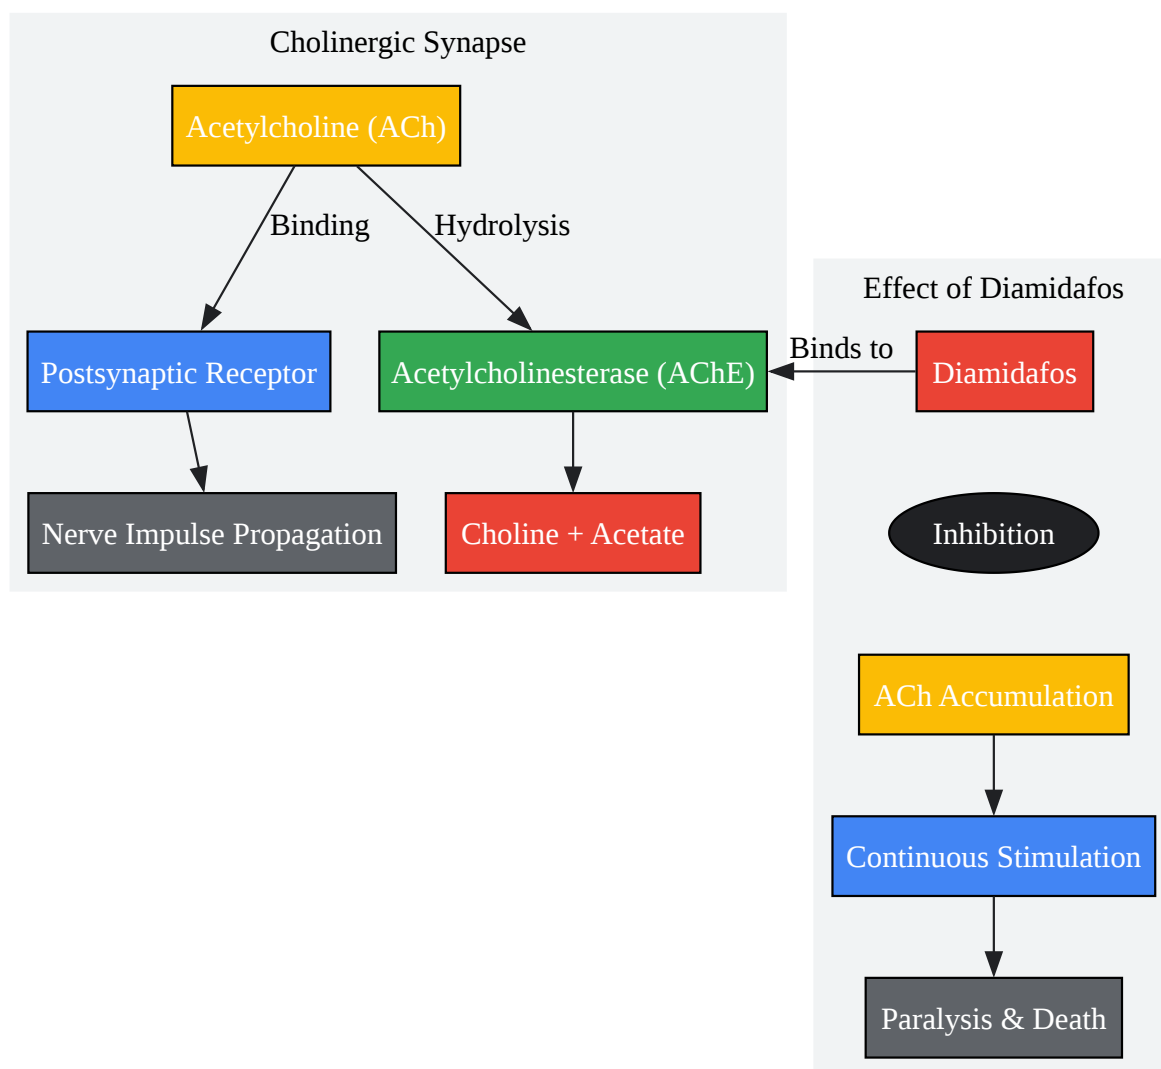 Cholinergic Synapse
Acetylcholine (ACh)
Binding
Hydrolysis
Postsynaptic Receptor
Acetylcholinesterase (AChE)
Nerve Impulse Propagation
Choline + Acetate
Effect of Diamidafos
Binds to
Diamidafos
Inhibition
ACh Accumulation
Continuous Stimulation
Paralysis & Death